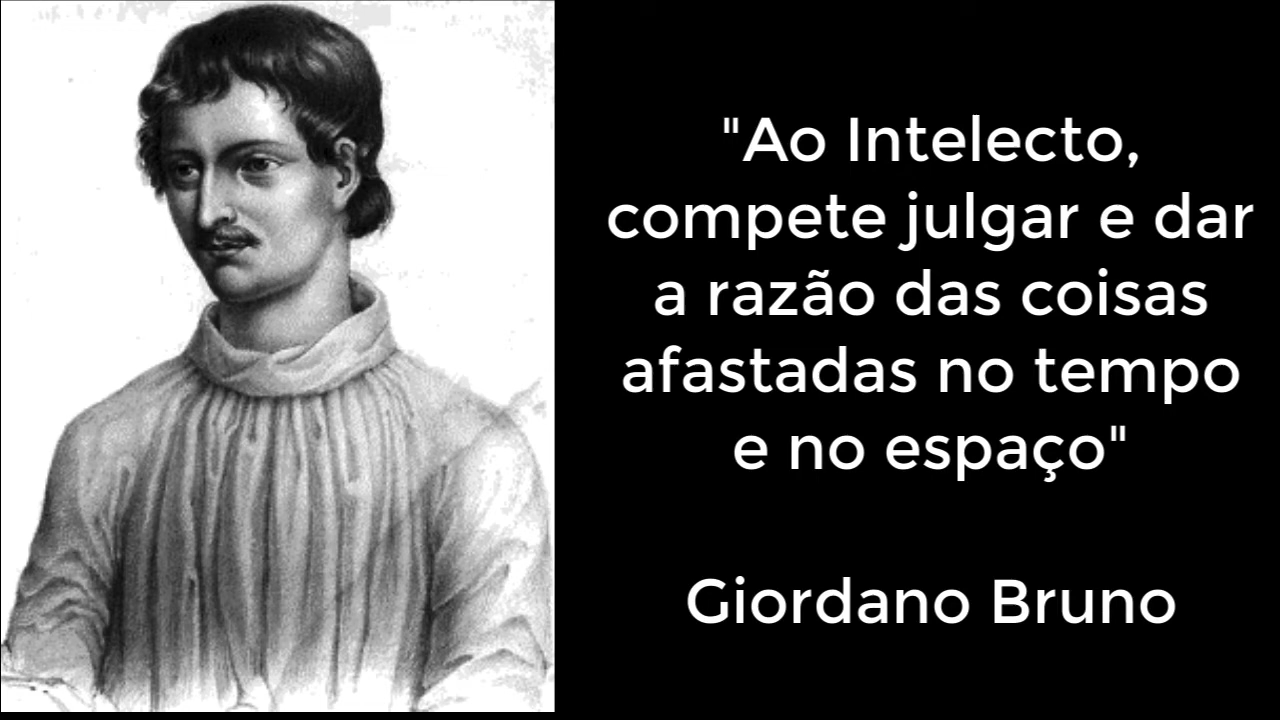 "Ao Intelecto,
compete julgar e dar
a razão das coisas
afastadas no tempo
e no espaço"
Giordano Bruno